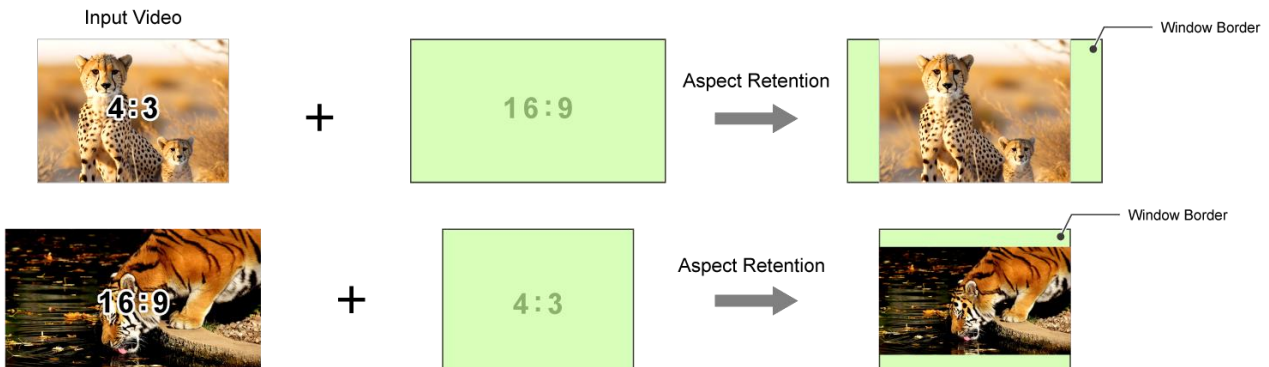 Input Video
Window Border
4:3
+
16:9
Aspect Retention
Window Border
16:9
+
4:3
Aspect Retention